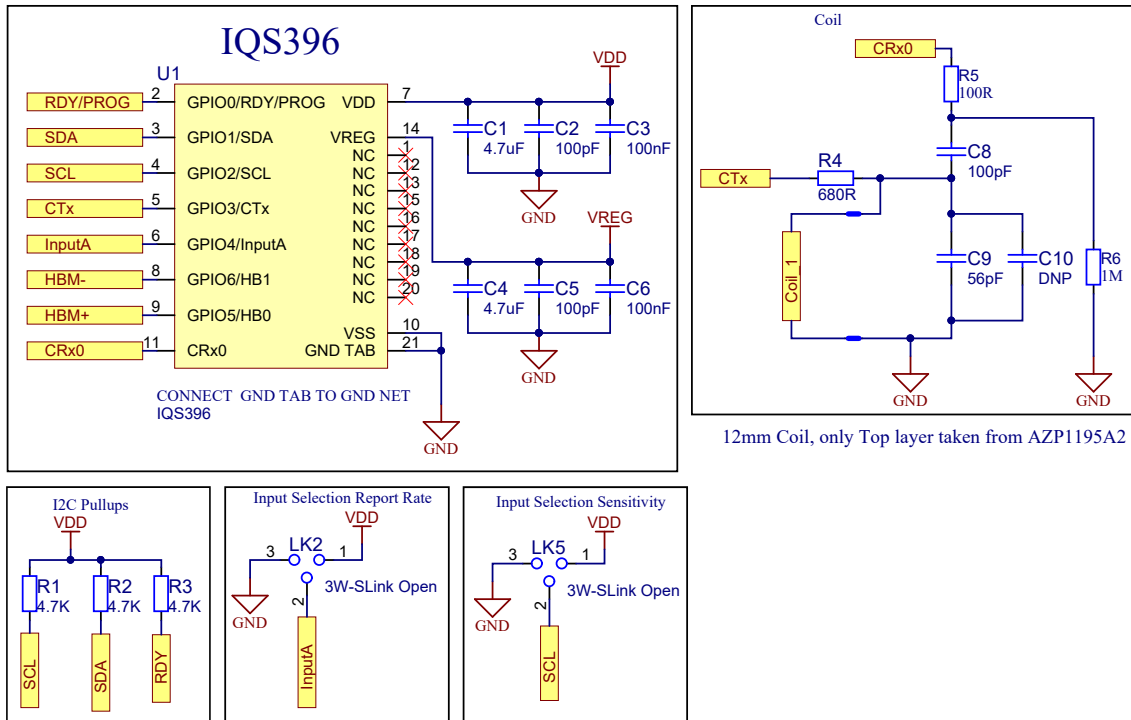 IQS396
U1
RDY/PROG
2
GPIO0/RDY/PROG
VDD
7
SDA
3
GPIO1/SDA
VREG
14
NC
1
SCL
4
GPIO2/SCL
NC
12
NC
13
CTx
5
GPIO3/CTx
NC
15
NC
16
InputA
6
GPIO4/InputA
NC
17
NC
18
HBM-
8
GPIO6/HB1
NC
19
NC
20
HBM+
9
GPIO5/HB0
VSS
10
CRx0
11
CRx0
GND TAB
21
CONNECT GND TAB TO GND NET
IQS396
GND
VDD
C1
4.7uF
C2
100pF
C3
100nF
GND
VREG
C4
4.7uF
C5
100pF
C6
100nF
GND
Coil
CRx0
R5
100R
C8
100pF
CTx
R4
680R
Coil_1
C9
56pF
C10
DNP
R6
1M
GND
GND
12mm Coil, only Top layer taken from AZP1195A2
I2C Pullups
VDD
R1
4.7K
R2
4.7K
R3
4.7K
SCL
SDA
RDY
Input Selection Report Rate
VDD
3
LK2
1
3W-SLink Open
2
GND
InputA
Input Selection Sensitivity
VDD
3
LK5
1
3W-SLink Open
2
GND
SCL